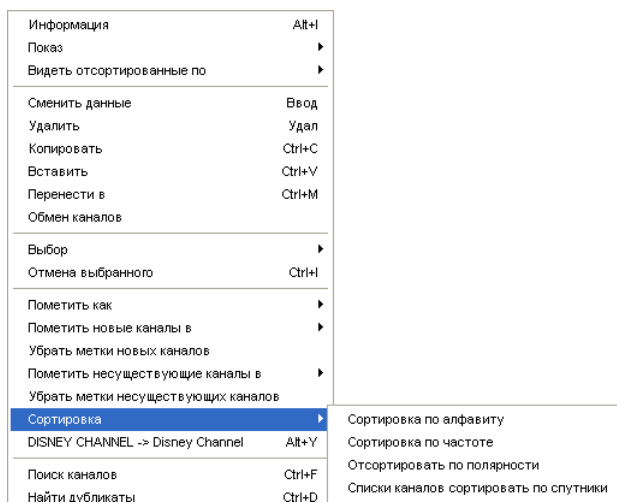 Информация Alt+I
Показ
Видеть отсортированные по
Сменить данные Ввод
Удалить Удал
Копировать Ctrl+C
Вставить Ctrl+V
Перенести в Ctrl+M
Обмен каналов
Выбор
Отмена выбранного Ctrl+I
Пометить как
Пометить новые каналы в
Убрать метки новых каналов
Пометить несуществующие каналы в
Убрать метки несуществующих каналов
Сортировка
DISNEY CHANNEL -> Disney Channel Alt+Y
Поиск каналов Ctrl+F
Найти дубликаты Ctrl+D
Сортировка по алфавиту
Сортировка по частоте
Отсортировать по полярности
Списки каналов сортировать по спутники